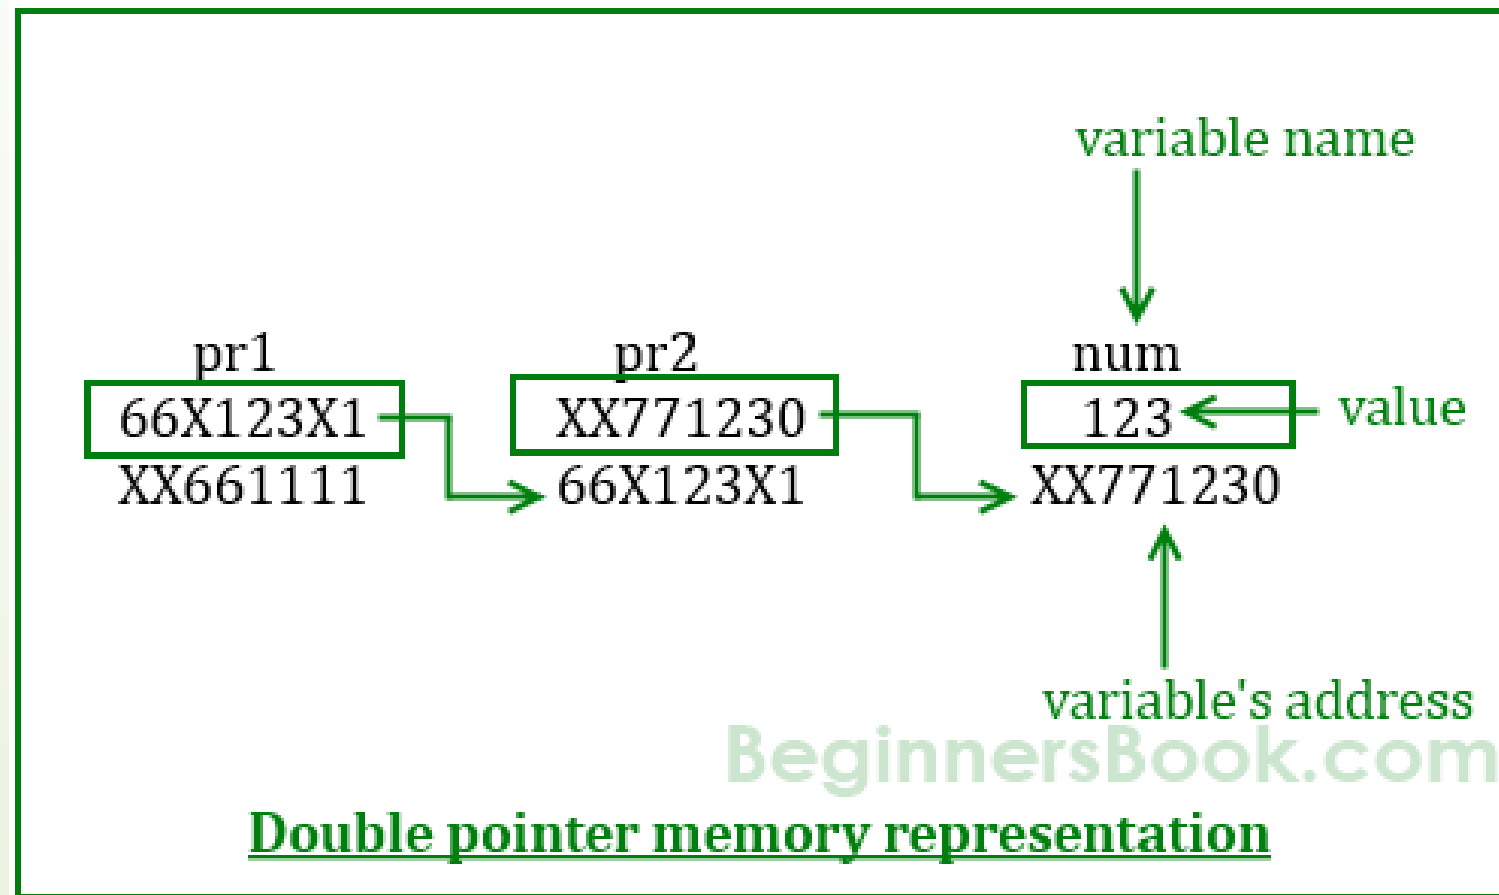 variable name
pr1 pr2 num
66X123X1 XX771230 123 value
XX661111 66X123X1 XX771230
variable's address
BeginnersBook.com
Double pointer memory representation